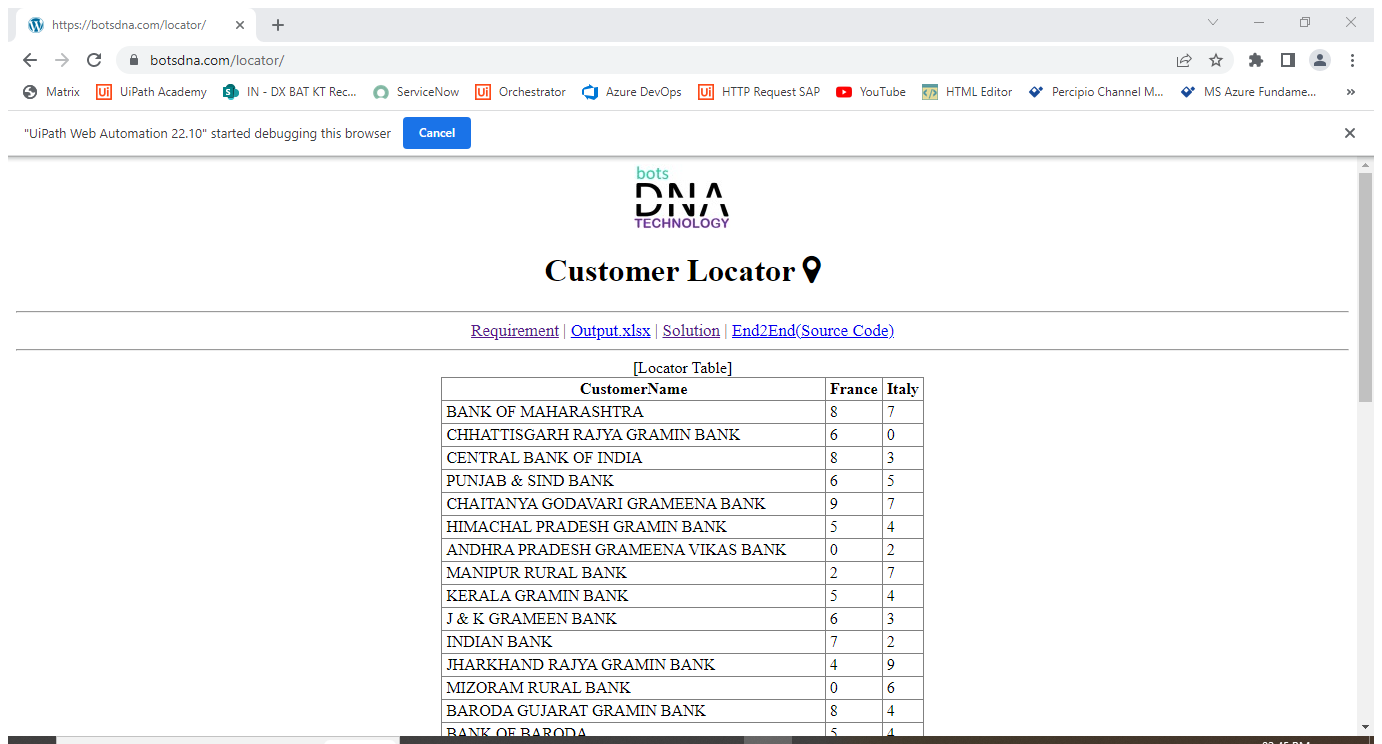 https://botsdna.com/locator/
botsdna.com/locator/
Matrix UiPath Academy IN - DX BAT KT Rec... ServiceNow Orchestrator Azure DevOps HTTP Request SAP YouTube HTML Editor Percipio Channel M... MS Azure Fundame... »
"UiPath Web Automation 22.10" started debugging this browser Cancel
bots
DNA
TECHNOLOGY
Customer Locator
Requirement | Output.xlsx | Solution | End2End(Source Code)
[Locator Table]
CustomerName France Italy
BANK OF MAHARASHTRA 8 7
CHHATTISGARH RAJYA GRAMIN BANK 6 0
CENTRAL BANK OF INDIA 8 3
PUNJAB & SIND BANK 6 5
CHAITANYA GODAVARI GRAMEENA BANK 9 7
HIMACHAL PRADESH GRAMIN BANK 5 4
ANDHRA PRADESH GRAMEENA VIKAS BANK 0 2
MANIPUR RURAL BANK 2 7
KERALA GRAMIN BANK 5 4
J & K GRAMEEN BANK 6 3
INDIAN BANK 7 2
JHARKHAND RAJYA GRAMIN BANK 4 9
MIZORAM RURAL BANK 0 6
BARODA GUJARAT GRAMIN BANK 8 4
BANK OF BARODA 5 4